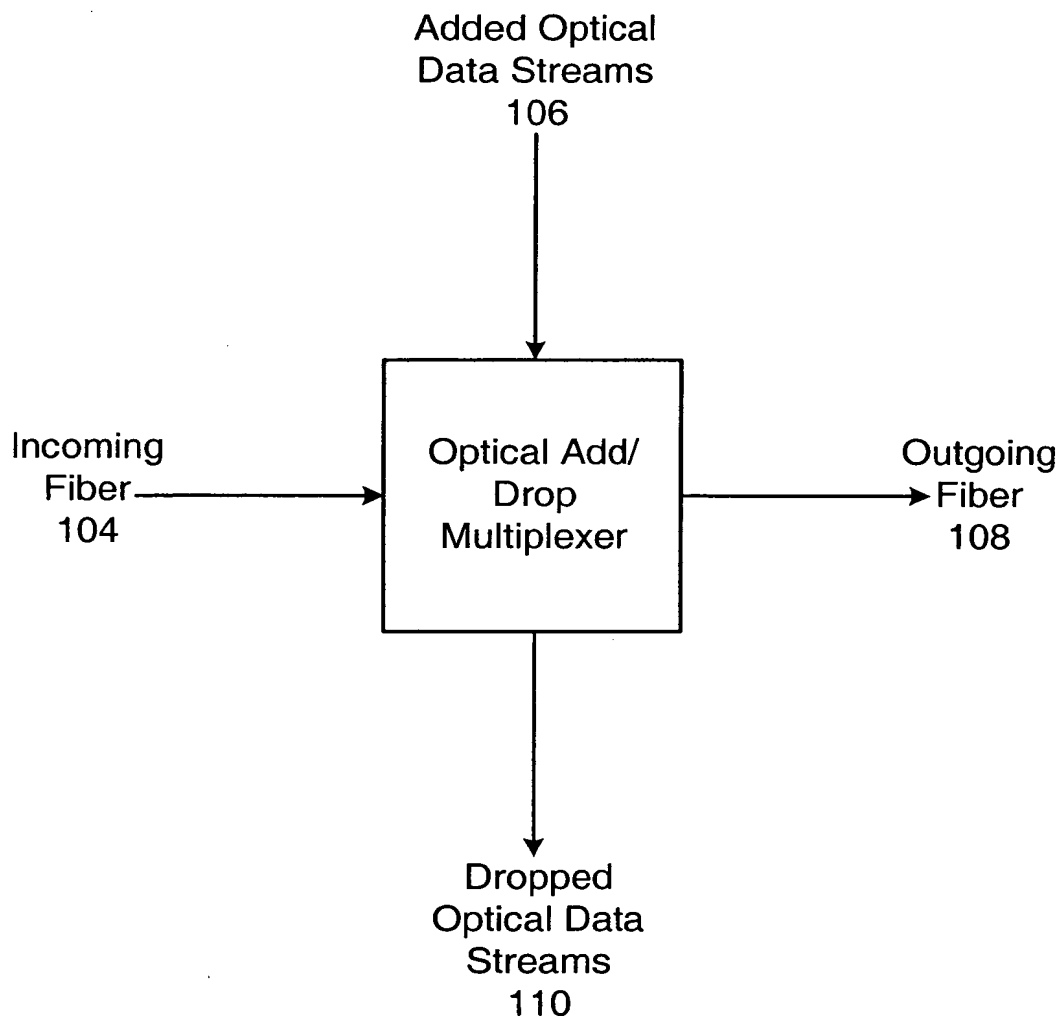 Added Optical
Data Streams
106
Incoming
Fiber
104
Optical Add/
Drop
Multiplexer
Outgoing
Fiber
108
Dropped
Optical Data
Streams
110